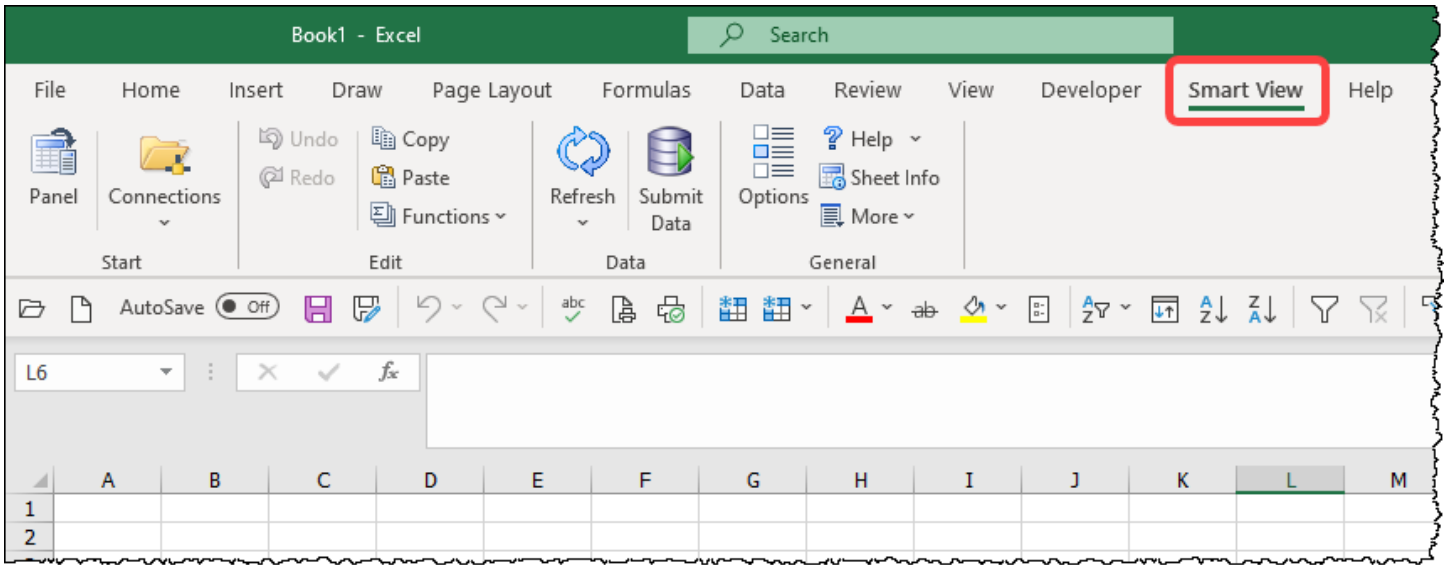 Book1 - Excel
Search
File Home Insert Draw Page Layout Formulas Data Review View Developer Smart View Help
Panel
Connections
Start
Undo
Redo
Copy
Paste
Functions
Edit
Refresh
Submit
Data
Data
Options
Help
Sheet Info
More
General
AutoSave Off abc A ab A Z A Z Z A
L6 fx
A B C D E F G H I J K L M
1
2